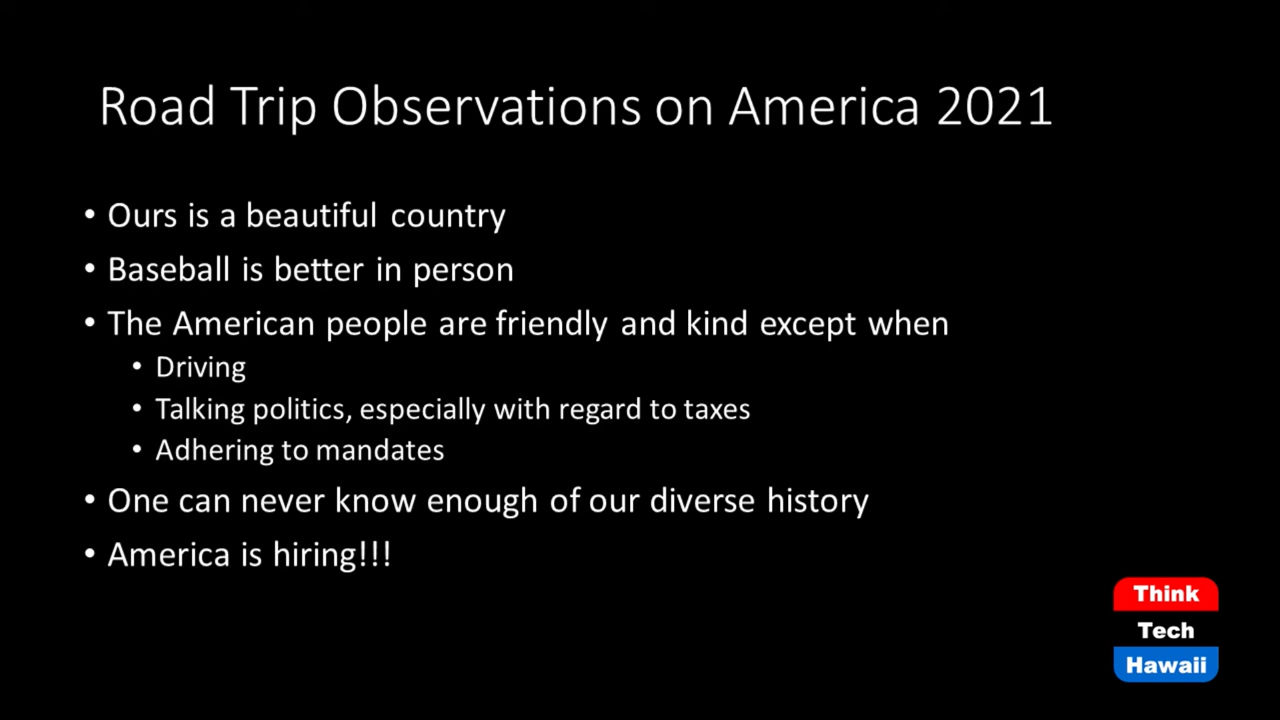 Road Trip Observations on America 2021
• Ours is a beautiful country
• Baseball is better in person
• The American people are friendly and kind except when
• Driving
• Talking politics, especially with regard to taxes
• Adhering to mandates
• One can never know enough of our diverse history
• America is hiring!!!
Think
Tech
Hawaii